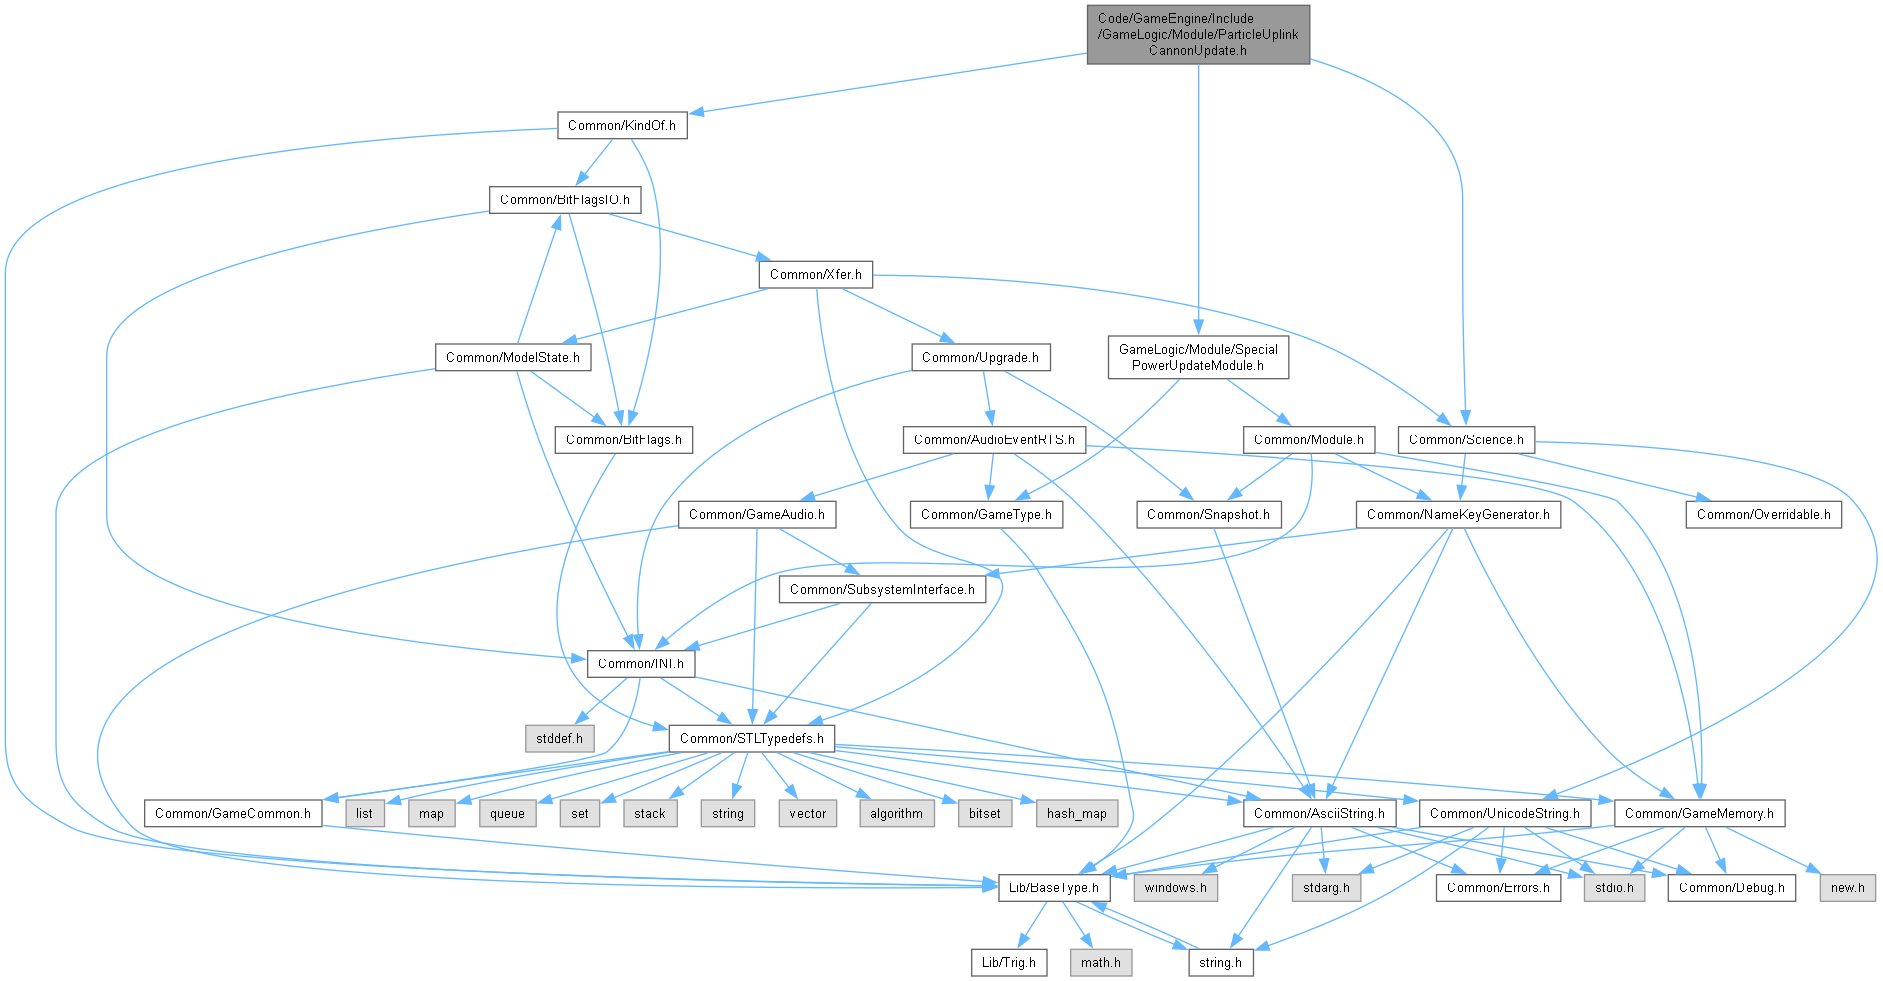 Code/GameEngine/Include
/GameLogic/Module/ParticleUplink
CannonUpdate.h
Common/KindOf.h
Common/BitFlagsIO.h
Common/Xfer.h
Common/ModelState.h
Common/Upgrade.h
GameLogic/Module/Special
PowerUpdateModule.h
Common/BitFlags.h
Common/AudioEventRTS.h
Common/Module.h
Common/Science.h
Common/GameAudio.h
Common/GameType.h
Common/Snapshot.h
Common/NameKeyGenerator.h
Common/Overridable.h
Common/SubsystemInterface.h
Common/INI.h
stddef.h
Common/STLTypedefs.h
Common/GameCommon.h
list
map
queue
set
stack
string
vector
algorithm
bitset
hash_map
Common/AsciiString.h
Common/UnicodeString.h
Common/GameMemory.h
Lib/BaseType.h
windows.h
stdarg.h
Common/Errors.h
stdio.h
Common/Debug.h
new.h
Lib/Trig.h
math.h
string.h